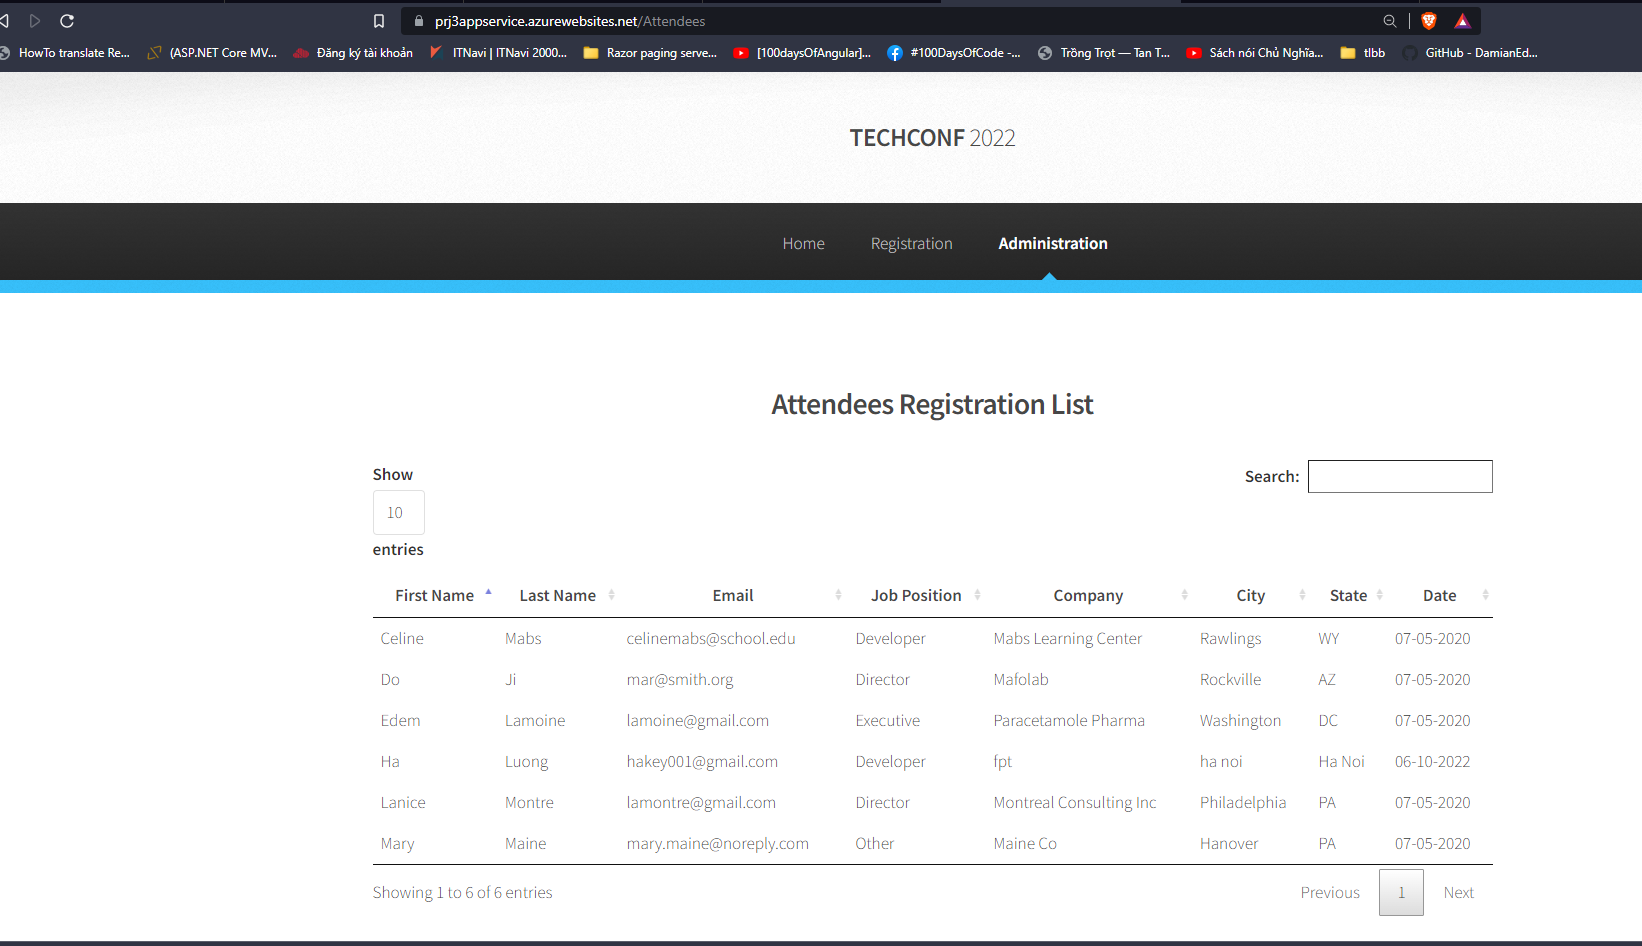 prj3appservice.azurewebsites.net/Attendees
HowTo translate Re... (ASP.NET Core MV... Đăng ký tài khoản ITNavi | ITNavi 2000... Razor paging serve... [100daysOfAngular]... #100DaysOfCode -... Trồng Trọt — Tan T... Sách nói Chủ Nghĩa... tlbb GitHub - DamianEd...
TECHCONF 2022
Home Registration Administration
Attendees Registration List
Show
10
entries
Search:
First Name Last Name Email Job Position Company City State Date
Celine Mabs celinemabs@school.edu Developer Mabs Learning Center Rawlings WY 07-05-2020
Do Ji mar@smith.org Director Mafolab Rockville AZ 07-05-2020
Edem Lamoine lamoine@gmail.com Executive Paracetamole Pharma Washington DC 07-05-2020
Ha Luong hakey001@gmail.com Developer fpt ha noi Ha Noi 06-10-2022
Lanice Montre lamontre@gmail.com Director Montreal Consulting Inc Philadelphia PA 07-05-2020
Mary Maine mary.maine@noreply.com Other Maine Co Hanover PA 07-05-2020
Showing 1 to 6 of 6 entries
Previous 1 Next